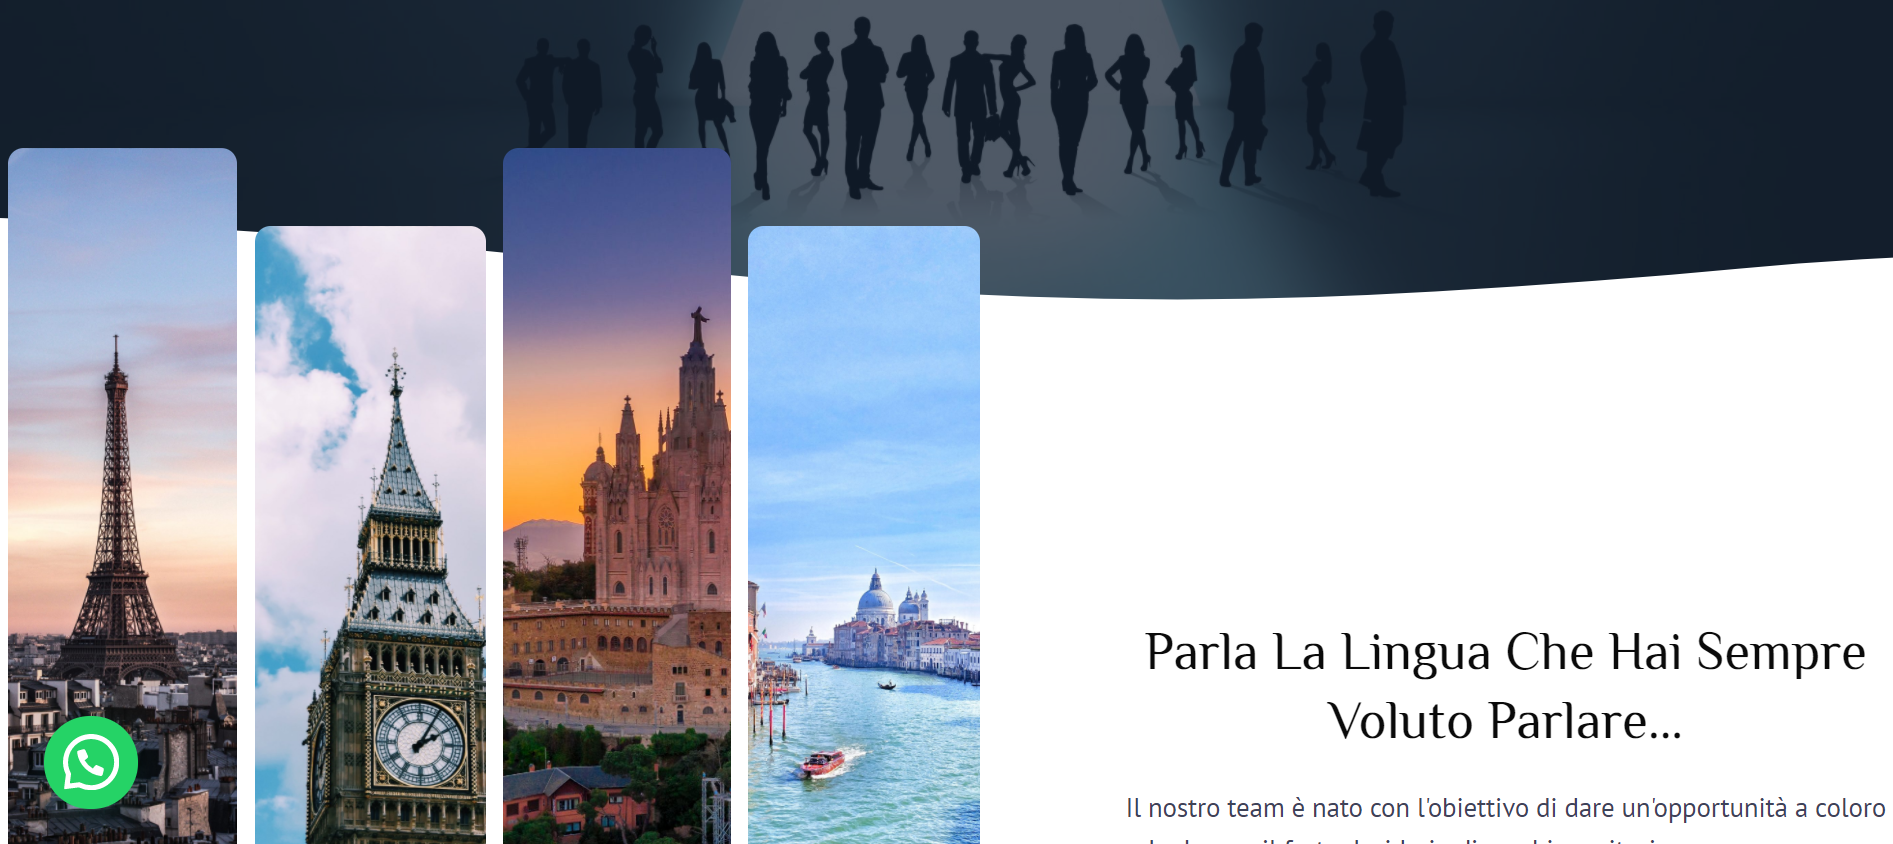 Parla La Lingua Che Hai Sempre
Voluto Parlare...
Il nostro team è nato con l'obiettivo di dare un'opportunità a coloro